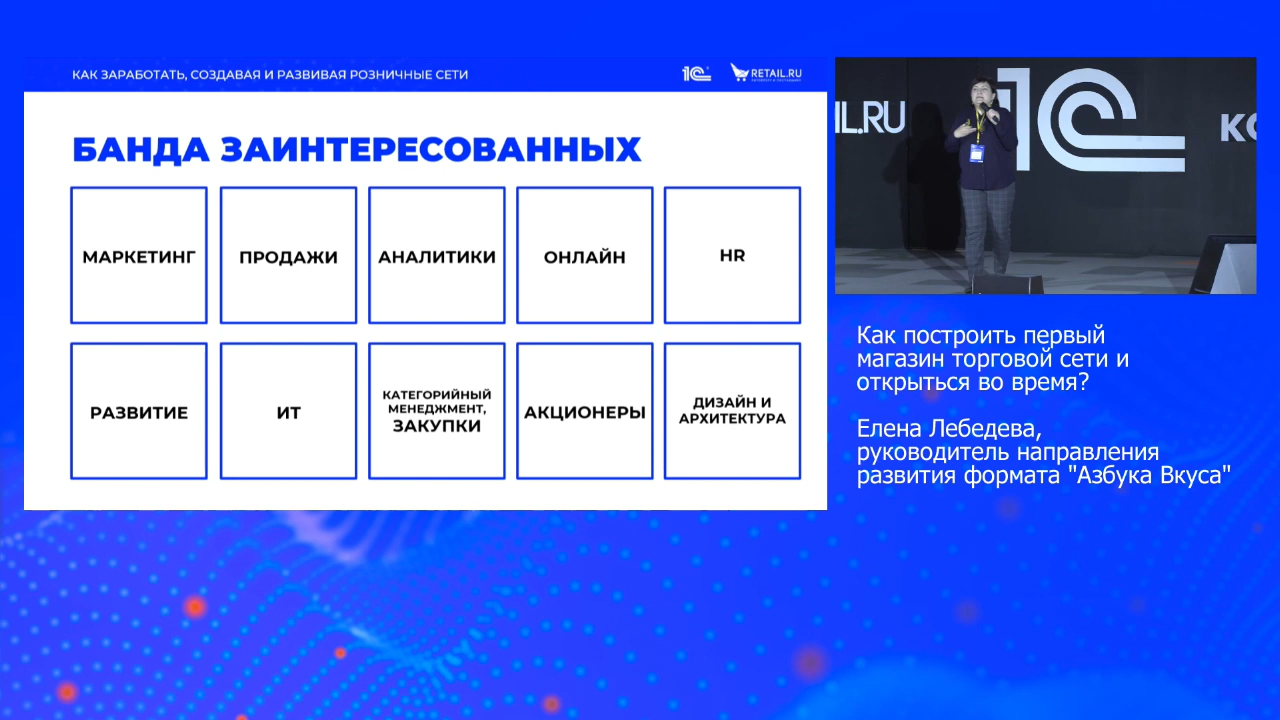 КАК ЗАРАБОТАТЬ, СОЗДАВАЯ И РАЗВИВАЯ РОЗНИЧНЫЕ СЕТИ
1С
RETAIL.RU
БАНДА ЗАИНТЕРЕСОВАННЫХ
МАРКЕТИНГ
ПРОДАЖИ
АНАЛИТИКИ
ОНЛАЙН
HR
РАЗВИТИЕ
ИТ
КАТЕГОРИЙНЫЙ
МЕНЕДЖМЕНТ,
ЗАКУПКИ
АКЦИОНЕРЫ
ДИЗАЙН И
АРХИТЕКТУРА
IL.RU
1С
КО
Как построить первый
магазин торговой сети и
открыться во время?
Елена Лебедева,
руководитель направления
развития формата "Азбука Вкуса"